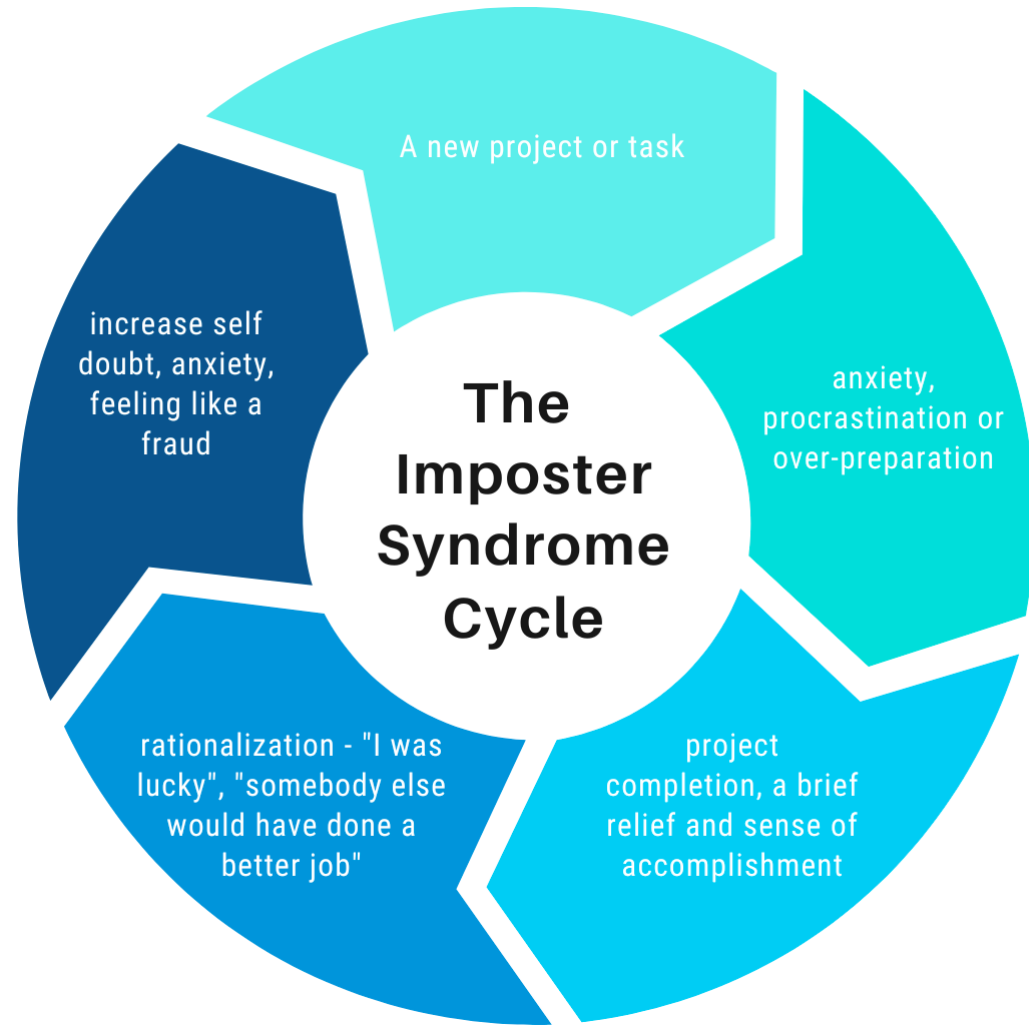 A new project or task
anxiety,
procrastination or
over-preparation
project
completion, a brief
relief and sense of
accomplishment
rationalization - "I was
lucky", "somebody else
would have done a
better job"
increase self
doubt, anxiety,
feeling like a
fraud
The
Imposter
Syndrome
Cycle